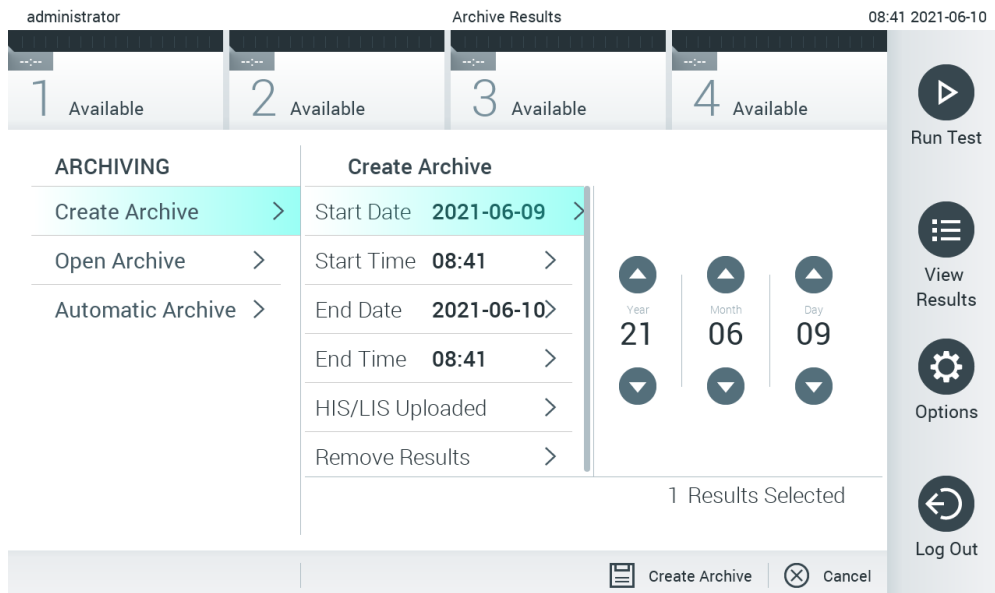 administrator Archive Results 08:41 2021-06-10
--:-- --:-- --:-- --:--
1 Available 2 Available 3 Available 4 Available
Run Test
ARCHIVING
Create Archive
Open Archive
Automatic Archive
Create Archive
Start Date 2021-06-09
Start Time 08:41
End Date 2021-06-10
End Time 08:41
HIS/LIS Uploaded
Remove Results
Year Month Day
21 06 09
1 Results Selected
View
Results
Options
Log Out
Create Archive Cancel